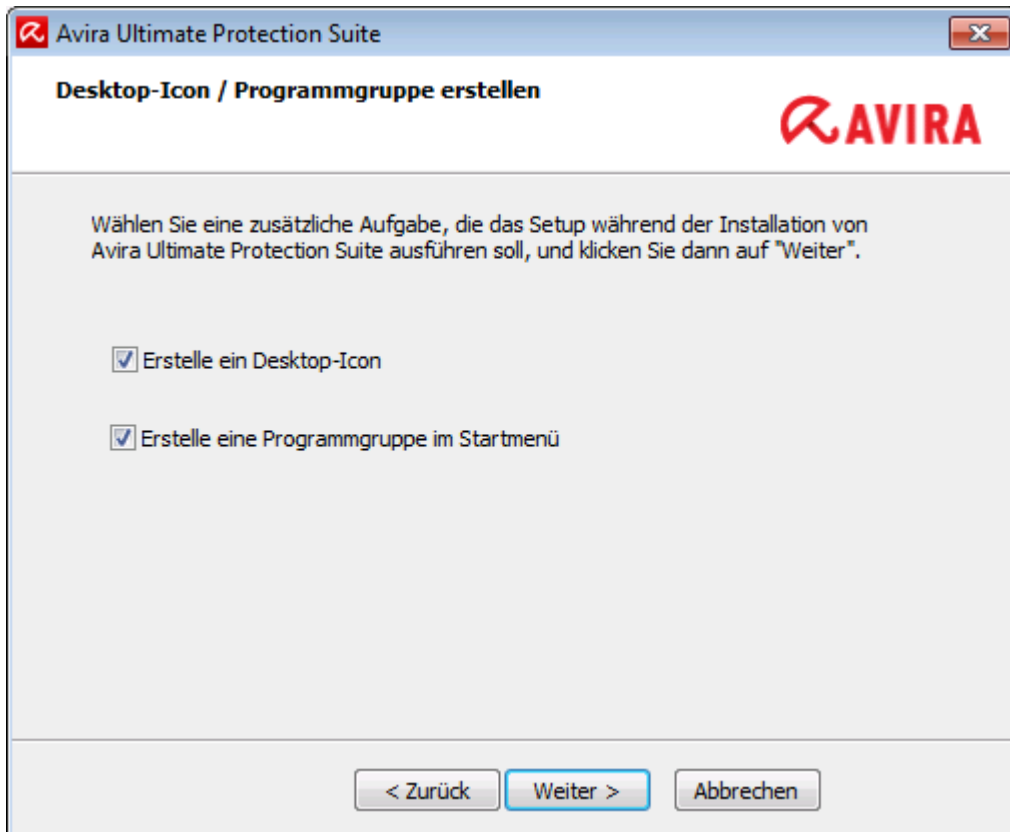 Avira Ultimate Protection Suite
Desktop-Icon / Programmgruppe erstellen
AVIRA
Wählen Sie eine zusätzliche Aufgabe, die das Setup während der Installation von
Avira Ultimate Protection Suite ausführen soll, und klicken Sie dann auf "Weiter".
Erstelle ein Desktop-Icon
Erstelle eine Programmgruppe im Startmenü
< Zurück
Weiter >
Abbrechen